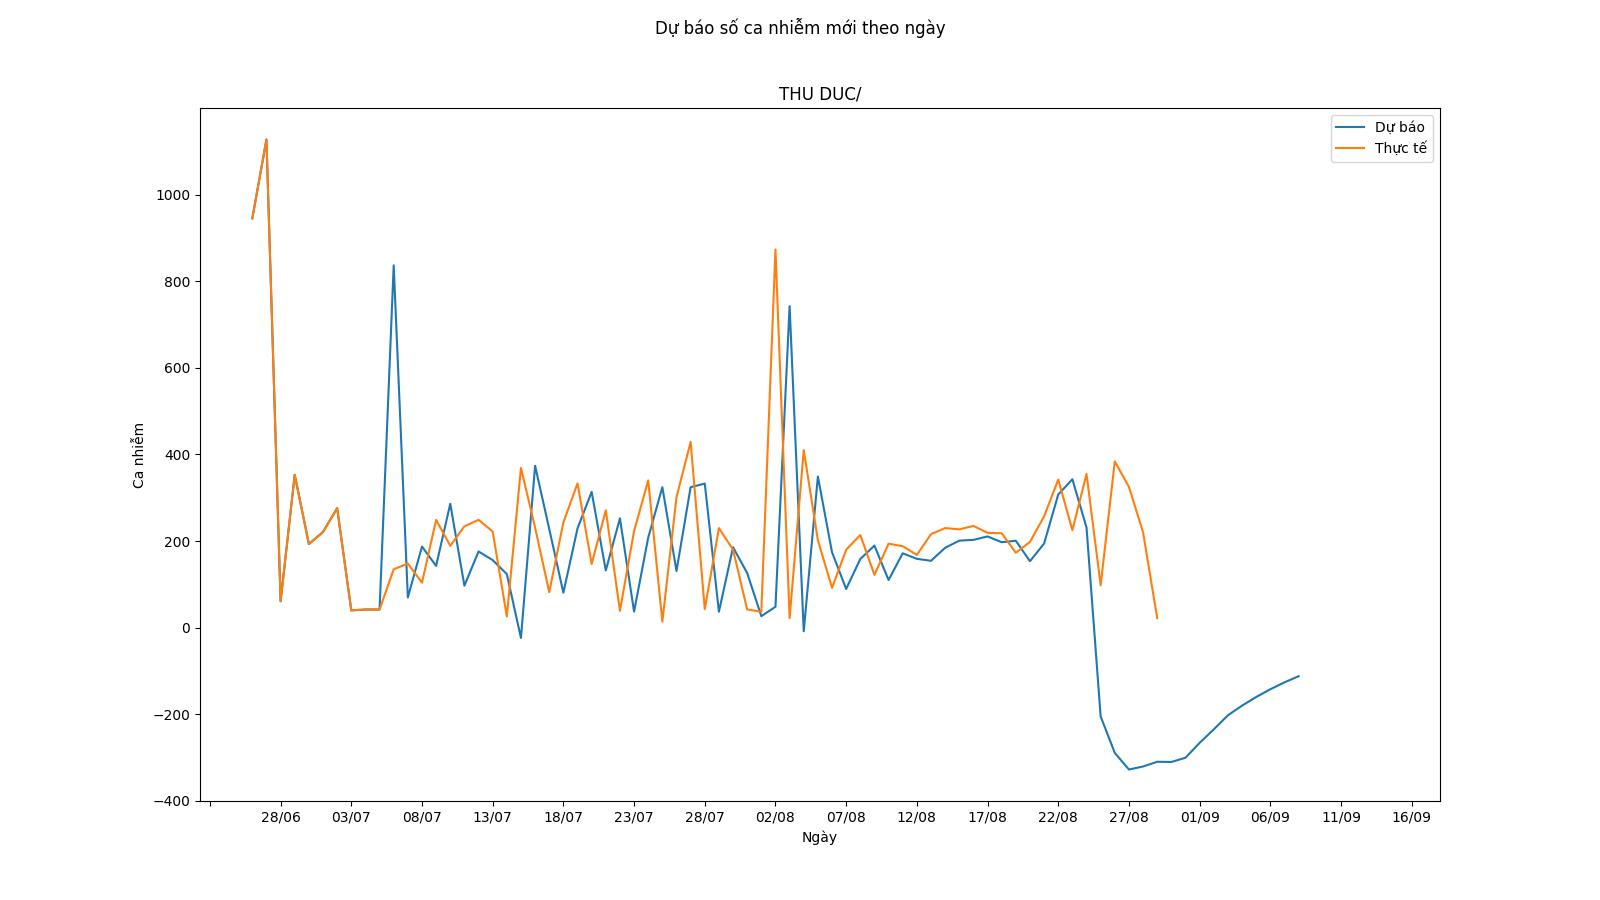 Dự báo số ca nhiễm mới theo ngày
THU DUC/
Dự báo
Thực tế
1000
800
600
400
200
0
−200
−400
Ca nhiễm
28/06 03/07 08/07 13/07 18/07 23/07 28/07 02/08 07/08 12/08 17/08 22/08 27/08 01/09 06/09 11/09 16/09
Ngày